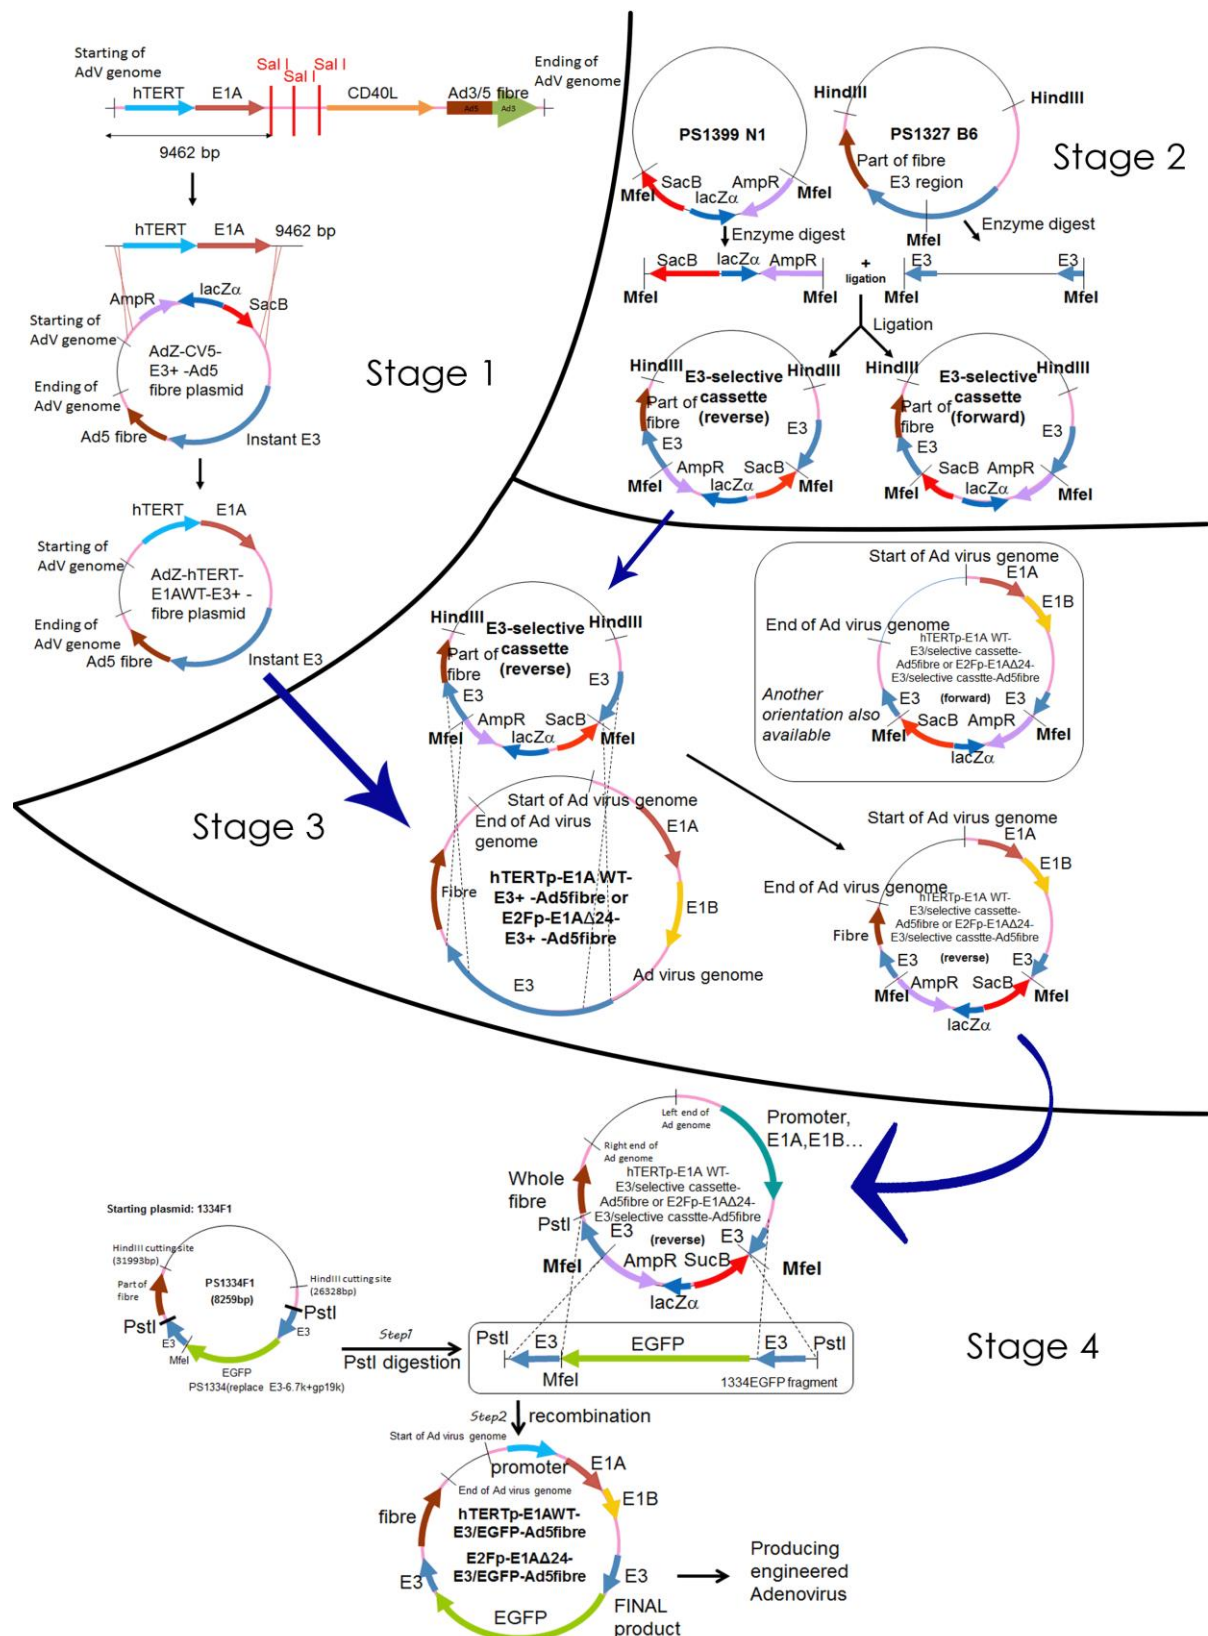 Starting of
AdV genome
hTERT
E1A
Sal I
Sal I
Sal I
CD40L
Ad3/5 fibre
Ad5
Ad3
Ending of
AdV genome
9462 bp
hTERT
E1A
9462 bp
AmpR
lacZα
SacB
Starting of
AdV genome
AdZ-CV5-
E3+ -Ad5
fibre plasmid
Ending of
AdV genome
Ad5 fibre
Instant E3
hTERT
E1A
Starting of
AdV genome
AdZ-hTERT-
E1AWT-E3+ -
fibre plasmid
Ending of
AdV genome
Ad5 fibre
Instant E3
Stage 1
PS1399 N1
SacB
AmpR
lacZα
MfeI
MfeI
HindIII
HindIII
PS1327 B6
Part of fibre
E3 region
MfeI
Stage 2
Enzyme digest
Enzyme digest
SacB
lacZα
AmpR
MfeI
MfeI
+
ligation
E3
E3
MfeI
MfeI
Ligation
HindIII
HindIII
E3-selective
cassette
(reverse)
Part of
fibre
E3
E3
AmpR
SacB
lacZα
MfeI
MfeI
HindIII
HindIII
E3-selective
cassette
(forward)
Part of
fibre
E3
E3
SacB
AmpR
lacZα
MfeI
MfeI
Stage 3
HindIII
HindIII
E3-selective
cassette
(reverse)
Part of
fibre
E3
E3
AmpR
SacB
lacZα
MfeI
MfeI
Start of Ad virus genome
End of Ad virus
genome
E1A
hTERTp-E1A WT-
E3+ -Ad5fibre or
E2Fp-E1AΔ24-
E3+ -Ad5fibre
Fibre
E1B
E3
Ad virus genome
Start of Ad virus genome
E1A
E1B
End of Ad virus genome
hTERTp-E1A WT-
E3/selective cassette-
Ad5fibre or E2Fp-E1AΔ24-
E3/selective casstte-Ad5fibre
(forward)
Another
orientation also
available
E3
E3
SacB
AmpR
lacZα
MfeI
MfeI
Start of Ad virus genome
E1A
E1B
End of Ad virus genome
hTERTp-E1A WT-
E3/selective cassette-
Ad5fibre or E2Fp-E1AΔ24-
E3/selective casstte-Ad5fibre
(reverse)
Fibre
E3
E3
AmpR
SacB
lacZα
MfeI
MfeI
Stage 4
Left end of
Ad genome
Promoter,
E1A,E1B...
Right end of
Ad genome
hTERTp-E1A WT-
E3/selective cassette-
Ad5fibre or E2Fp-E1AΔ24-
E3/selective casstte-Ad5fibre
(reverse)
Whole
fibre
PstI
E3
E3
MfeI
MfeI
AmpR
SucB
lacZα
Starting plasmid: 1334F1
HindIII cutting site
(31993bp)
HindIII cutting site
(26328bp)
PS1334F1
(8259bp)
Part of
fibre
PstI
PstI
E3
E3
MfeI
EGFP
PS1334(replace E3-6.7k+gp19k)
Step1
PstI digestion
PstI
E3
EGFP
E3
PstI
MfeI
1334EGFP fragment
Step2
recombination
Start of Ad virus genome
promoter
E1A
E1B
End of Ad virus genome
fibre
hTERTp-E1AWT-
E3/EGFP-Ad5fibre
E2Fp-E1AΔ24-
E3/EGFP-Ad5fibre
E3
E3
EGFP
FINAL
product
Producing
engineered
Adenovirus